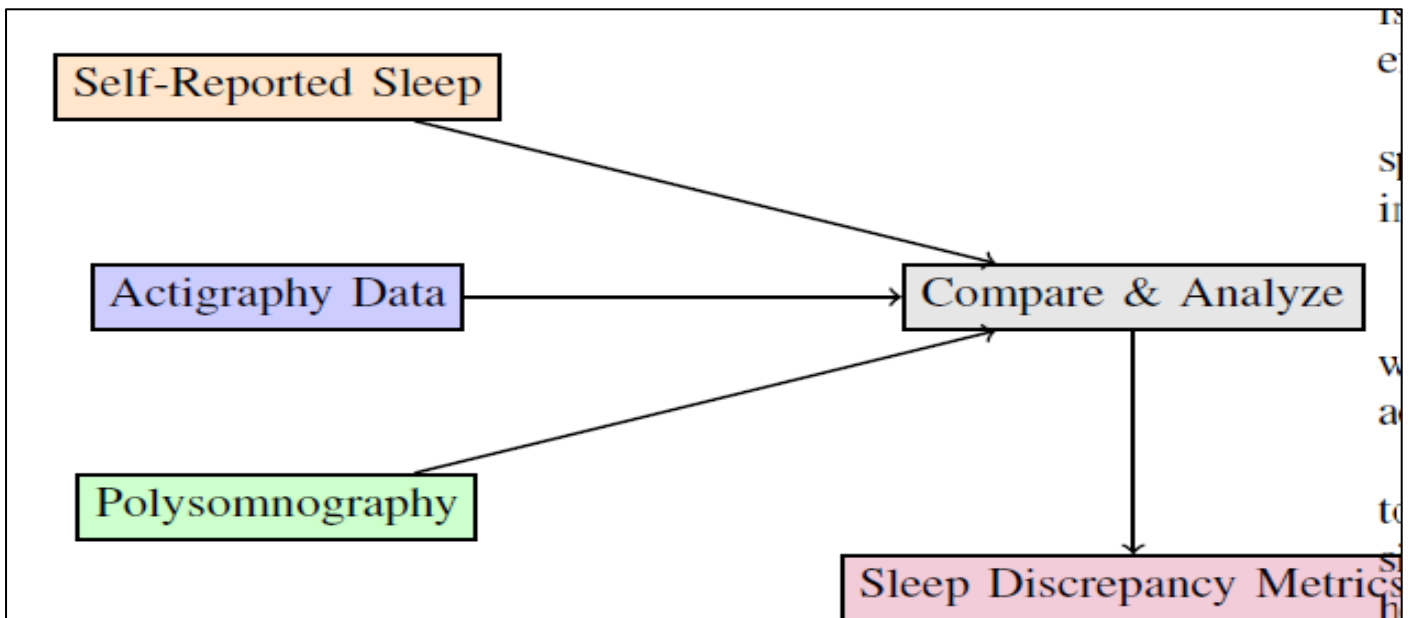 Self-Reported Sleep
Actigraphy Data
Compare & Analyze
Polysomnography
Sleep Discrepancy Metrics